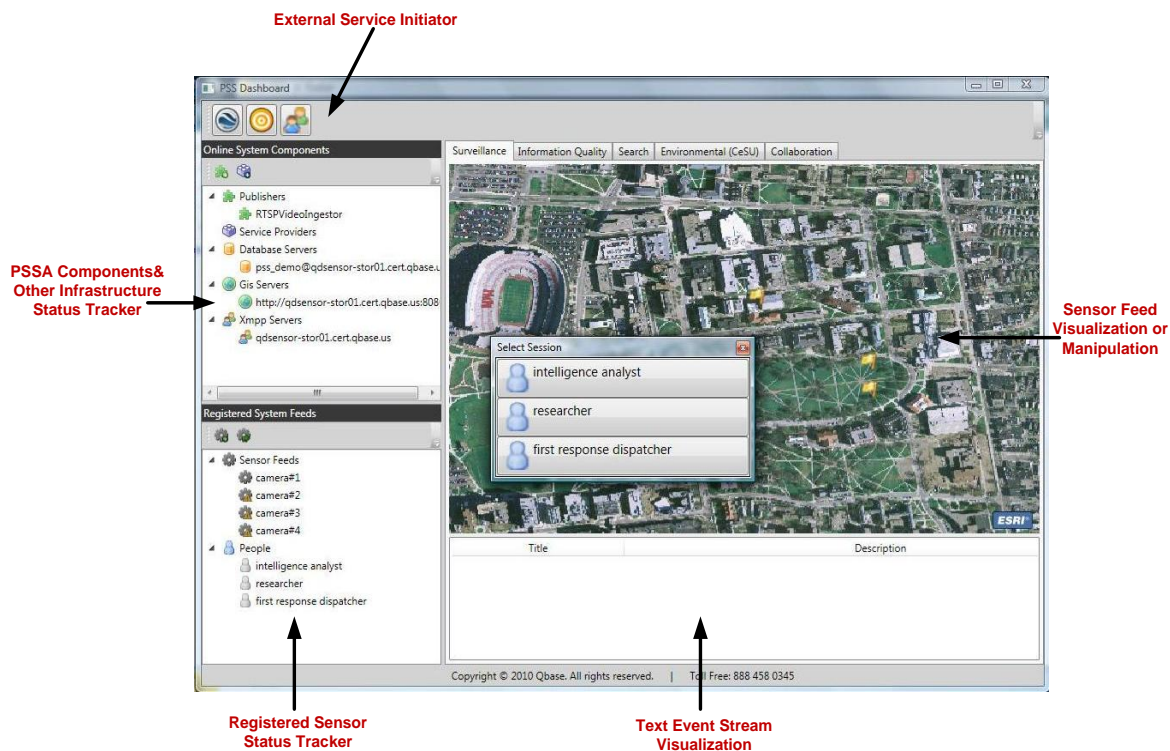 External Service Initiator
PSS Dashboard
Online System Components
Publishers
RTSPVideoIngestor
Service Providers
Database Servers
pss_demo@qdsensor-stor01.cert.qbase.u
Gis Servers
http://qdsensor-stor01.cert.qbase.us:808
Xmpp Servers
qdsensor-stor01.cert.qbase.us
PSSA Components&
Other Infrastructure
Status Tracker
Surveillance Information Quality Search Environmental (CeSU) Collaboration
Select Session
intelligence analyst
researcher
first response dispatcher
ESRI
Sensor Feed
Visualization or
Manipulation
Registered System Feeds
Sensor Feeds
camera#1
camera#2
camera#3
camera#4
People
intelligence analyst
researcher
first response dispatcher
Title Description
Copyright © 2010 Qbase. All rights reserved. | Toll Free: 888 458 0345
Registered Sensor
Status Tracker
Text Event Stream
Visualization